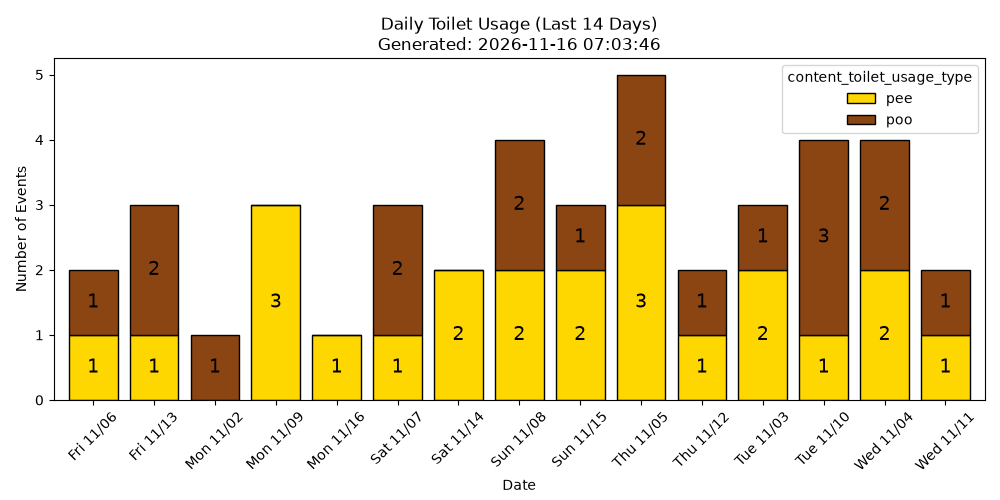 Daily Toilet Usage (Last 14 Days)
Generated: 2026-11-16 07:03:46
content_toilet_usage_type
pee
poo
Number of Events
5
4
3
2
1
0
1 2 1 2 2 1 2 1 1 3 2 1
1 1 3 1 1 2 2 2 3 1 2 1 2 1
Fri 11/06 Fri 11/13 Mon 11/02 Mon 11/09 Mon 11/16 Sat 11/07 Sat 11/14 Sun 11/08 Sun 11/15 Thu 11/05 Thu 11/12 Tue 11/03 Tue 11/10 Wed 11/04 Wed 11/11
Date